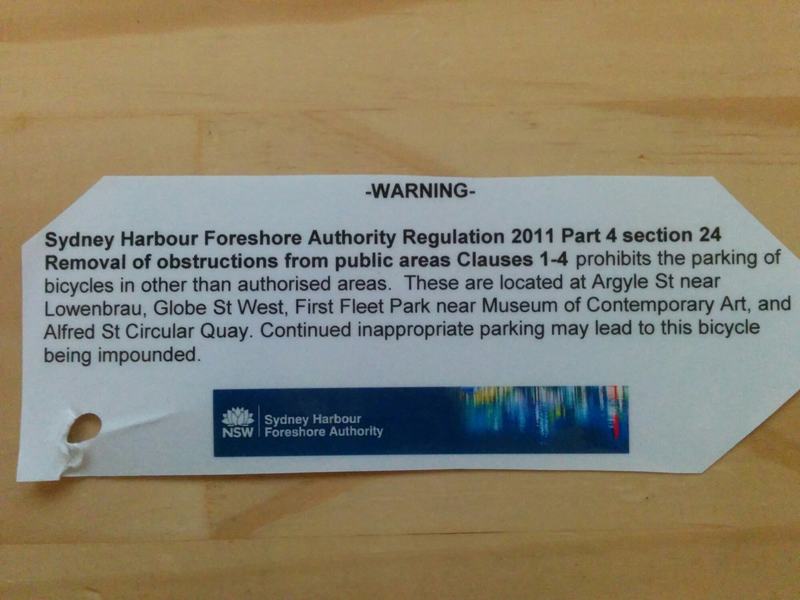 -WARNING-
Sydney Harbour Foreshore Authority Regulation 2011 Part 4 section 24
Removal of obstructions from public areas Clauses 1-4 prohibits the parking of
bicycles in other than authorised areas. These are located at Argyle St near
Lowenbrau, Globe St West, First Fleet Park near Museum of Contemporary Art, and
Alfred St Circular Quay. Continued inappropriate parking may lead to this bicycle
being impounded.
NSW
Sydney Harbour
Foreshore Authority